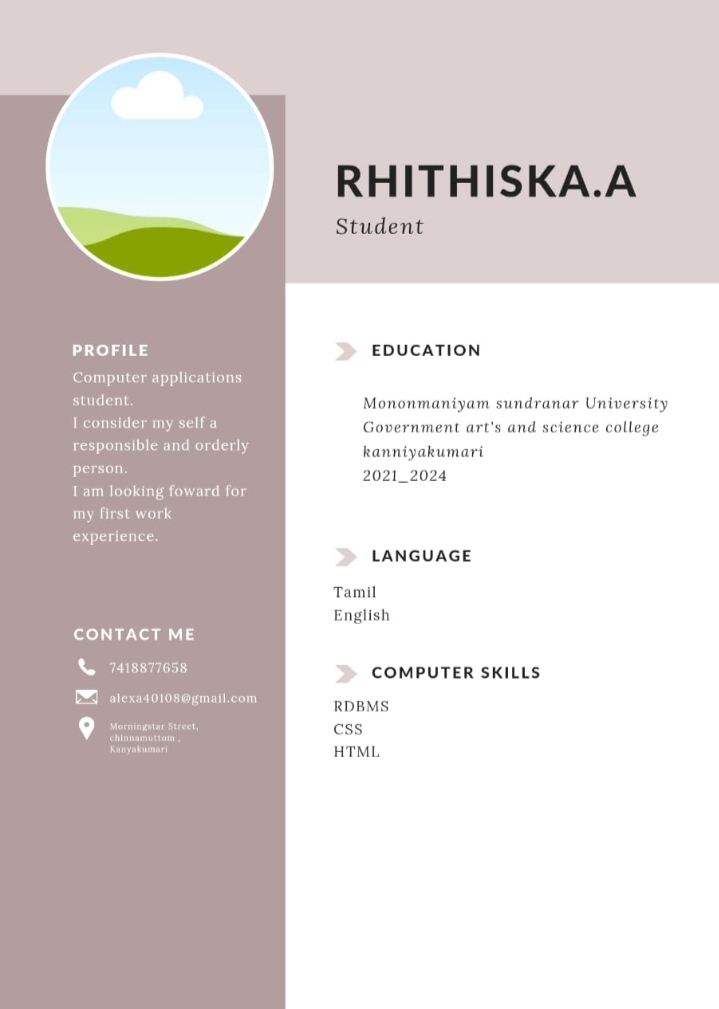 RHITHISKA.A
Student
PROFILE
Computer applications
student.
I consider my self a
responsible and orderly
person.
I am looking foward for
my first work
experience.
CONTACT ME
7418877658
alexa40108@gmail.com
Morningstar Street,
chinnamuttom ,
Kanyakumari
EDUCATION
Mononmaniyam sundranar University
Government art's and science college
kanniyakumari
2021_2024
LANGUAGE
Tamil
English
COMPUTER SKILLS
RDBMS
CSS
HTML